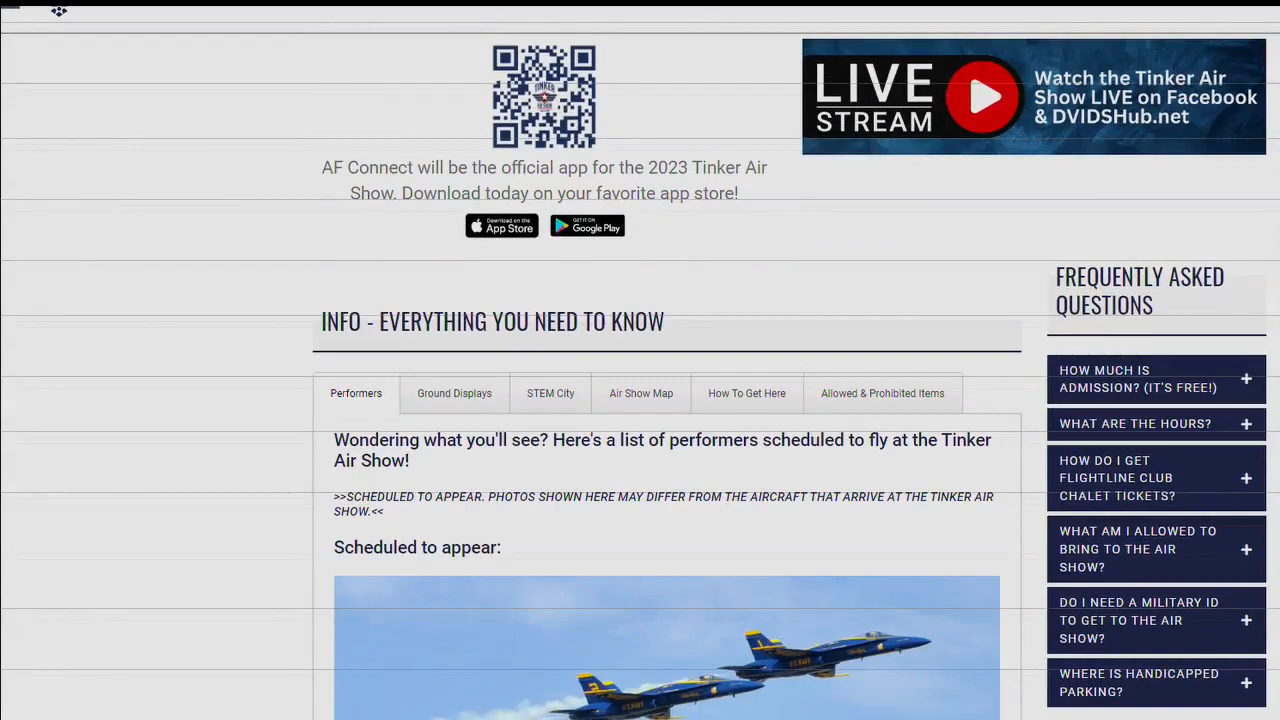 TINKER
AIR SHOW
AF Connect will be the official app for the 2023 Tinker Air
Show. Download today on your favorite app store!
Download on the
App Store
GET IT ON
Google Play
LIVE
STREAM
Watch the Tinker Air
Show LIVE on Facebook
& DVIDSHub.net
INFO - EVERYTHING YOU NEED TO KNOW
Performers
Ground Displays
STEM City
Air Show Map
How To Get Here
Allowed & Prohibited Items
Wondering what you'll see? Here's a list of performers scheduled to fly at the Tinker
Air Show!
>>SCHEDULED TO APPEAR. PHOTOS SHOWN HERE MAY DIFFER FROM THE AIRCRAFT THAT ARRIVE AT THE TINKER AIR
SHOW.<<
Scheduled to appear:
1
U.S.NAVY
2
U.S.NAVY
FREQUENTLY ASKED
QUESTIONS
HOW MUCH IS
ADMISSION? (IT'S FREE!)
WHAT ARE THE HOURS?
HOW DO I GET
FLIGHTLINE CLUB
CHALET TICKETS?
WHAT AM I ALLOWED TO
BRING TO THE AIR
SHOW?
DO I NEED A MILITARY ID
TO GET TO THE AIR
SHOW?
WHERE IS HANDICAPPED
PARKING?